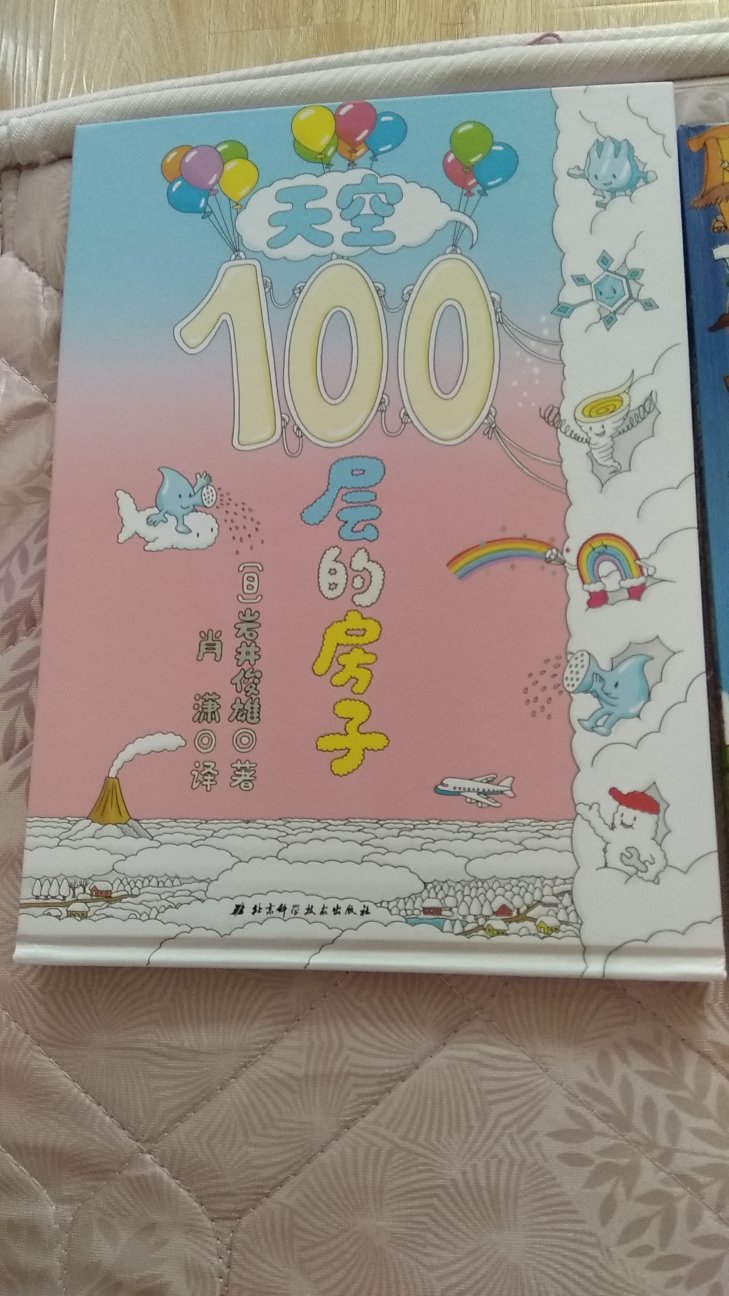 天空
100
层的房子
〔日〕岩井俊雄◎著
肖潇◎译
北京科学技术出版社